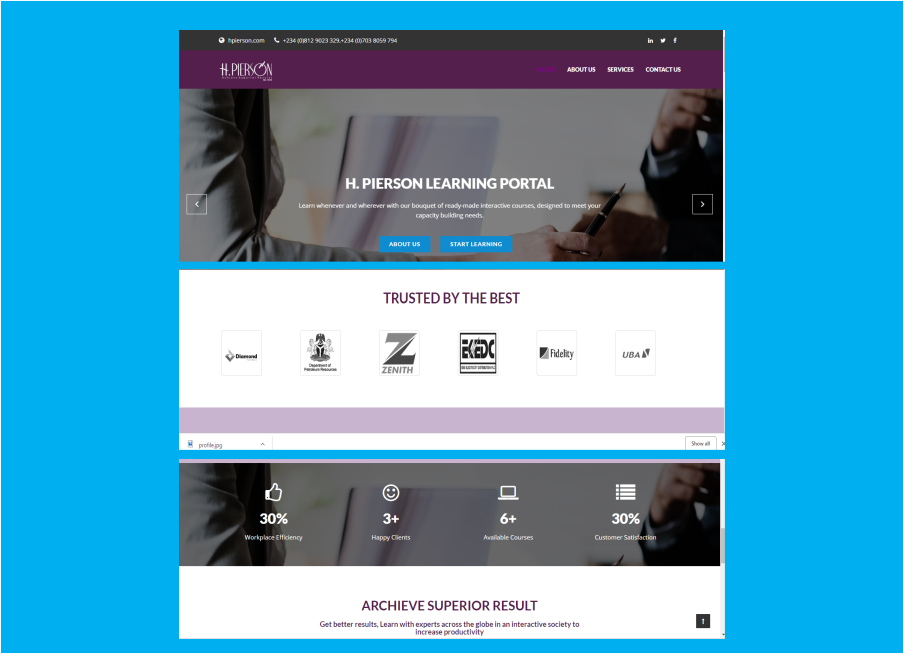 hpierson.com +234 (0)812 9023 329,+234 (0)703 8059 794
H. PIERSON
HOME ABOUT US SERVICES CONTACT US
H. PIERSON LEARNING PORTAL
Learn whenever and wherever with our bouquet of ready-made interactive courses, designed to meet your
capacity building needs.
ABOUT US START LEARNING
TRUSTED BY THE BEST
Diamond
Department of
Petroleum Resources
ZENITH
EKEDC
Fidelity
UBA
profile.jpg Show all
30% 3+ 6+ 30%
Workplace Efficiency Happy Clients Available Courses Customer Satisfaction
ARCHIEVE SUPERIOR RESULT
Get better results, Learn with experts across the globe in an interactive society to
increase productivity